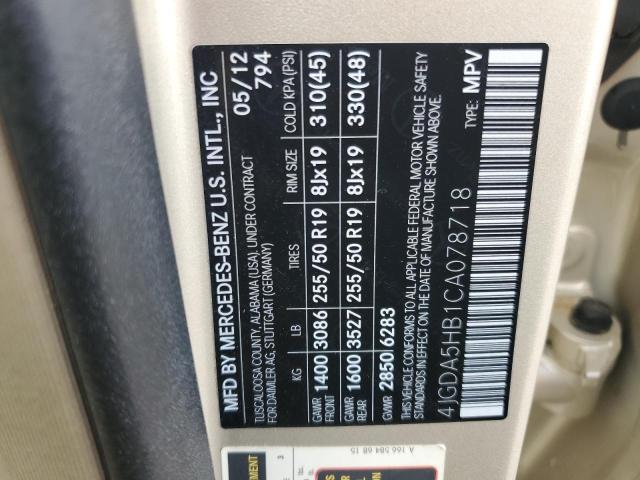 MFD BY MERCEDES-BENZ U.S. INTL., INC
TUSCALOOSA COUNTY, ALABAMA (USA). UNDER CONTRACT 05/12
FOR DAIMLER AG, STUTTGART (GERMANY) 794
KG LB TIRES RIM SIZE COLD KPA (PSI)
GAWR FRONT 1400 3086 255/50 R19 8Jx19 310(45)
GAWR REAR 1600 3527 255/50 R19 8Jx19 330(48)
GVWR 2850 6283
THIS VEHICLE CONFORMS TO ALL APPLICABLE FEDERAL MOTOR VEHICLE SAFETY
STANDARDS IN EFFECT ON THE DATE OF MANUFACTURE SHOWN ABOVE.
4JGDA5HB1CA078718 TYPE: MPV
A 166 584 68 15
3